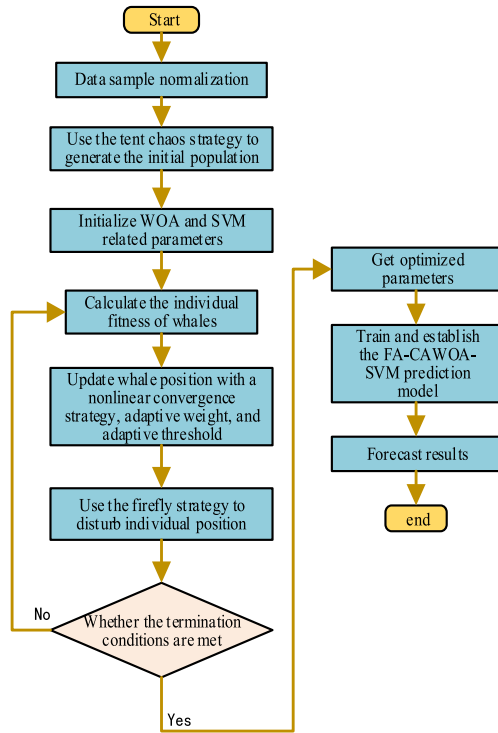 Start
Data sample normalization
Use the tent chaos strategy to
generate the initial population
Initialize WOA and SVM
related parameters
Calculate the individual
fitness of whales
Update whale position with a
nonlinear convergence
strategy, adaptive weight, and
adaptive threshold
Use the firefly strategy to
disturb individual position
Whether the termination
conditions are met
No
Yes
Get optimized
parameters
Train and establish
the FA-CAWOA-
SVM prediction
model
Forecast results
end